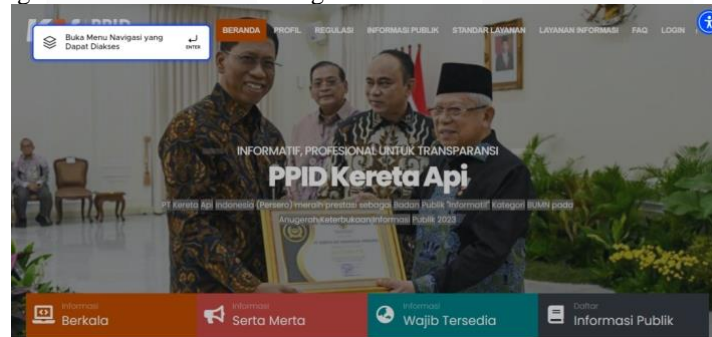 PPID
Buka Menu Navigasi yang
Dapat Diakses
ENTER
BERANDA PROFIL REGULASI INFORMASI PUBLIK STANDAR LAYANAN LAYANAN INFORMASI FAQ LOGIN
INFORMATIF, PROFESIONAL UNTUK TRANSPARANSI
PPID Kereta Api
PT Kereta Api Indonesia (Persero) meraih prestasi sebagai Badan Publik "Informatif" Kategori BUMN pada
Anugerah Keterbukaan Informasi Publik 2023
Informasi
Berkala
Informasi
Serta Merta
Informasi
Wajib Tersedia
Daftar
Informasi Publik